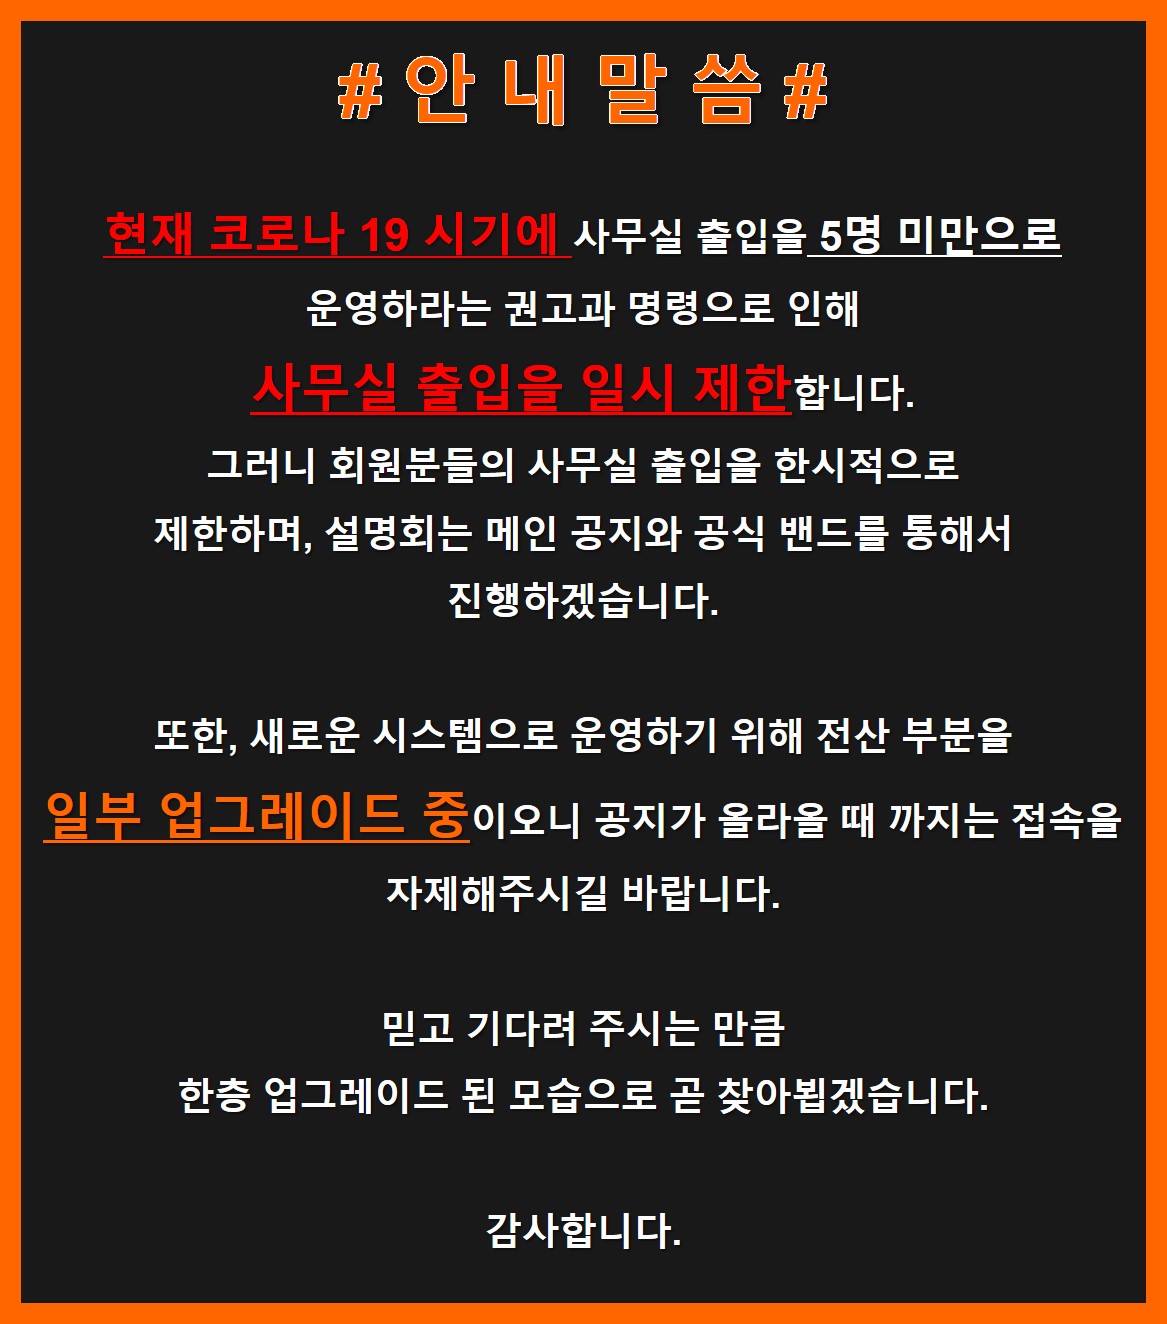 # 안 내 말 씀 #
현재 코로나 19 시기에 사무실 출입을 5명 미만으로
운영하라는 권고과 명령으로 인해
사무실 출입을 일시 제한합니다.
그러니 회원분들의 사무실 출입을 한시적으로
제한하며, 설명회는 메인 공지와 공식 밴드를 통해서
진행하겠습니다.
또한, 새로운 시스템으로 운영하기 위해 전산 부분을
일부 업그레이드 중이오니 공지가 올라올 때 까지는 접속을
자제해주시길 바랍니다.
믿고 기다려 주시는 만큼
한층 업그레이드 된 모습으로 곧 찾아뵙겠습니다.
감사합니다.